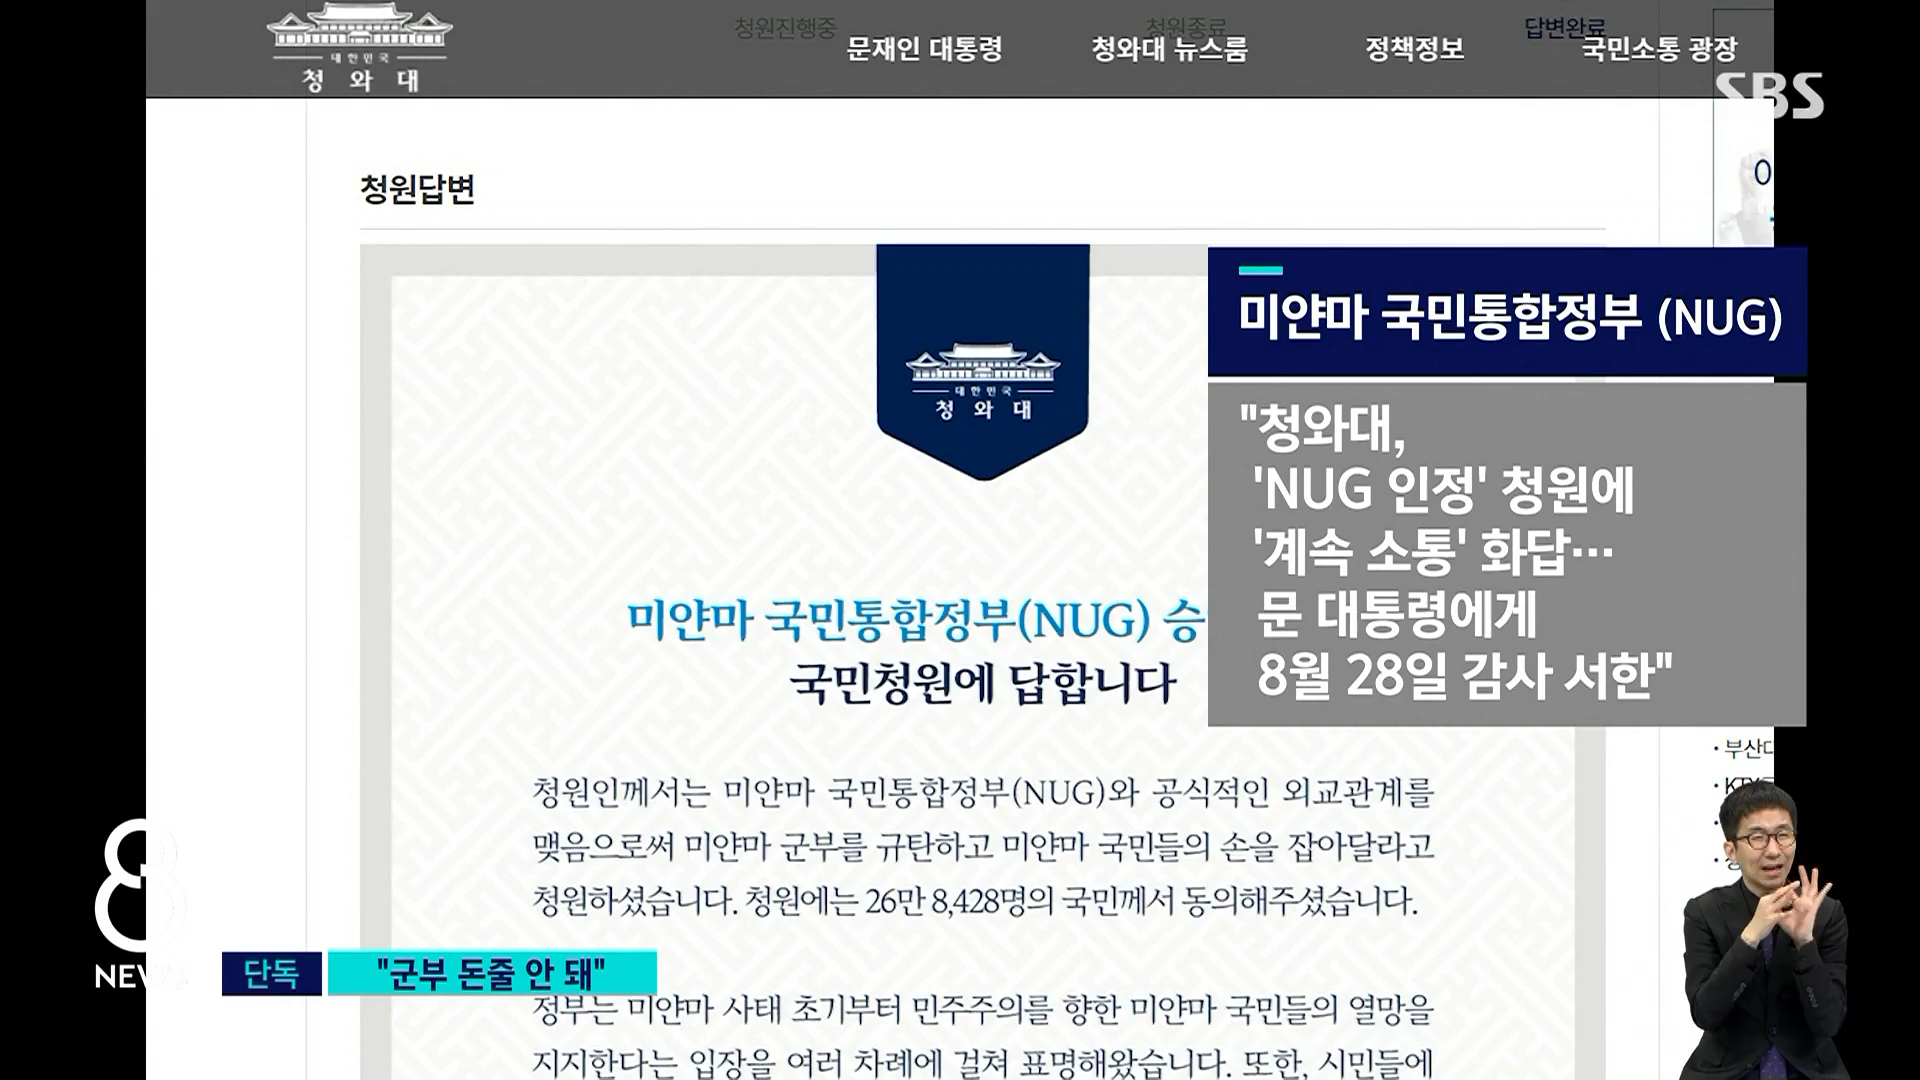 대한민국
청와대
청원진행중
청원종료
답변완료
문재인 대통령
청와대 뉴스룸
정책정보
국민소통 광장
SBS
청원답변
대한민국
청와대
미얀마 국민통합정부 (NUG)
"청와대,
'NUG 인정' 청원에
'계속 소통' 화답…
문 대통령에게
8월 28일 감사 서한"
미얀마 국민통합정부(NUG) 승
국민청원에 답합니다
청원인께서는 미얀마 국민통합정부(NUG)와 공식적인 외교관계를
맺음으로써 미얀마 군부를 규탄하고 미얀마 국민들의 손을 잡아달라고
청원하셨습니다. 청원에는 26만 8,428명의 국민께서 동의해주셨습니다.
8
NEWS
단독
"군부 돈줄 안 돼"
정부는 미얀마 사태 초기부터 민주주의를 향한 미얀마 국민들의 열망을
지지한다는 입장을 여러 차례에 걸쳐 표명해왔습니다. 또한, 시민들에